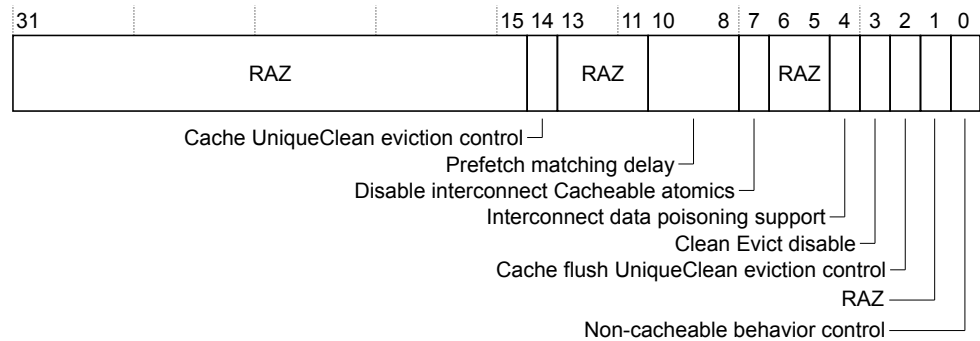 31 15 14 13 11 10 8 7 6 5 4 3 2 1 0
RAZ RAZ RAZ
Cache UniqueClean eviction control
Prefetch matching delay
Disable interconnect Cacheable atomics
Interconnect data poisoning support
Clean Evict disable
Cache flush UniqueClean eviction control
RAZ
Non-cacheable behavior control